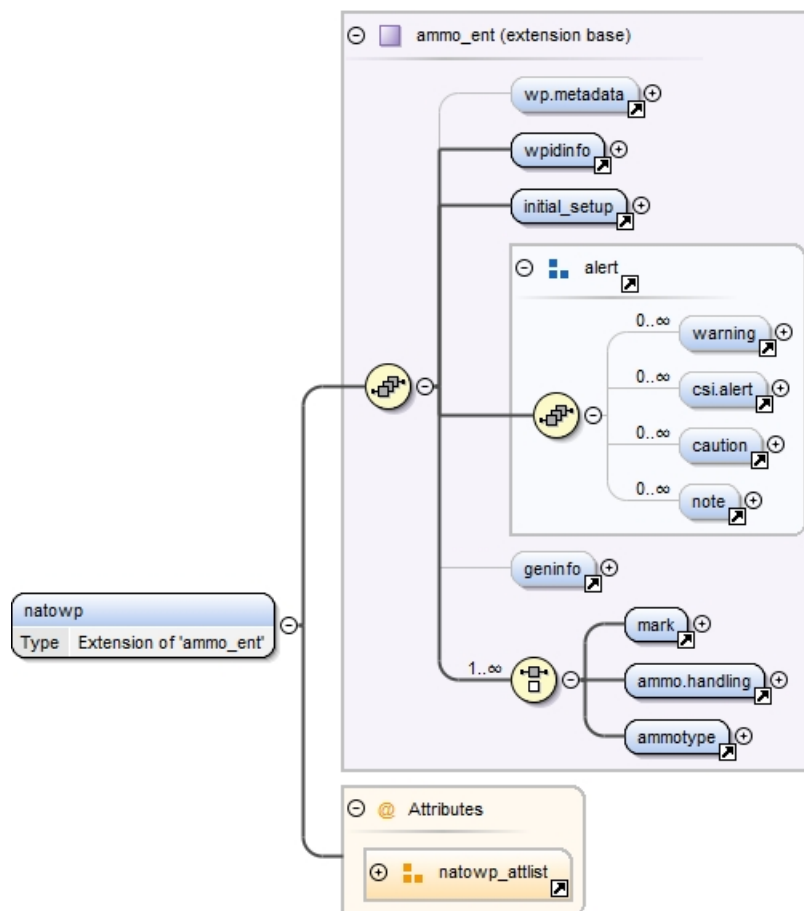 ammo_ent (extension base)
wp.metadata
wpidinfo
initial_setup
alert
0..∞ warning
0..∞ csi.alert
0..∞ caution
0..∞ note
geninfo
natowp
Type Extension of 'ammo_ent'
1..∞
mark
ammo.handling
ammotype
@ Attributes
natowp_attlist